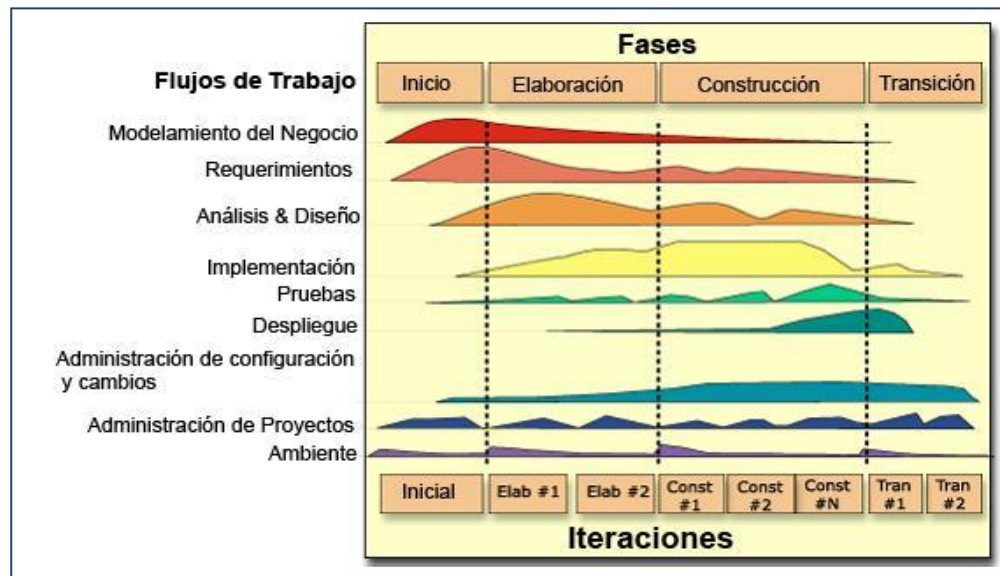 Fases
Flujos de Trabajo
Inicio
Elaboración
Construcción
Transición
Modelamiento del Negocio
Requerimientos
Análisis & Diseño
Implementación
Pruebas
Despliegue
Administración de configuración
y cambios
Administración de Proyectos
Ambiente
Inicial
Elab #1
Elab #2
Const
#1
Const
#2
Const
#N
Tran
#1
Tran
#2
Iteraciones